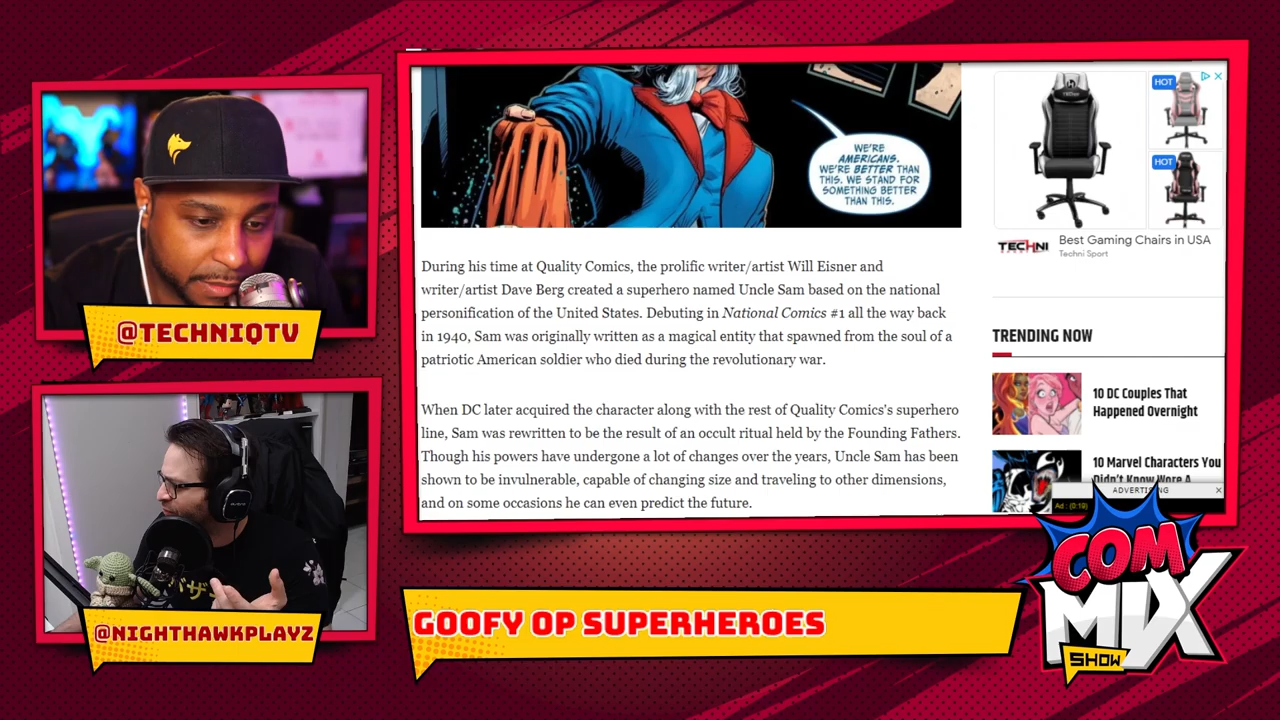 WE'RE
AMERICANS.
WE'RE BETTER THAN
THIS. WE STAND FOR
SOMETHING BETTER
THAN THIS.
During his time at Quality Comics, the prolific writer/artist Will Eisner and
writer/artist Dave Berg created a superhero named Uncle Sam based on the national
personification of the United States. Debuting in National Comics #1 all the way back
in 1940, Sam was originally written as a magical entity that spawned from the soul of a
patriotic American soldier who died during the revolutionary war.
When DC later acquired the character along with the rest of Quality Comics's superhero
line, Sam was rewritten to be the result of an occult ritual held by the Founding Fathers.
Though his powers have undergone a lot of changes over the years, Uncle Sam has been
shown to be invulnerable, capable of changing size and traveling to other dimensions,
and on some occasions he can even predict the future.
HOT
HOT
TECHNI
Best Gaming Chairs in USA
Techni Sport
TRENDING NOW
10 DC Couples That
Happened Overnight
10 Marvel Characters You
Didn't Know Wore A
ADVERTISING
Ad : (0:19)
@TECHNIQTV
@NIGHTHAWKPLAYZ
GOOFY OP SUPERHEROES
COM
MIX
SHOW